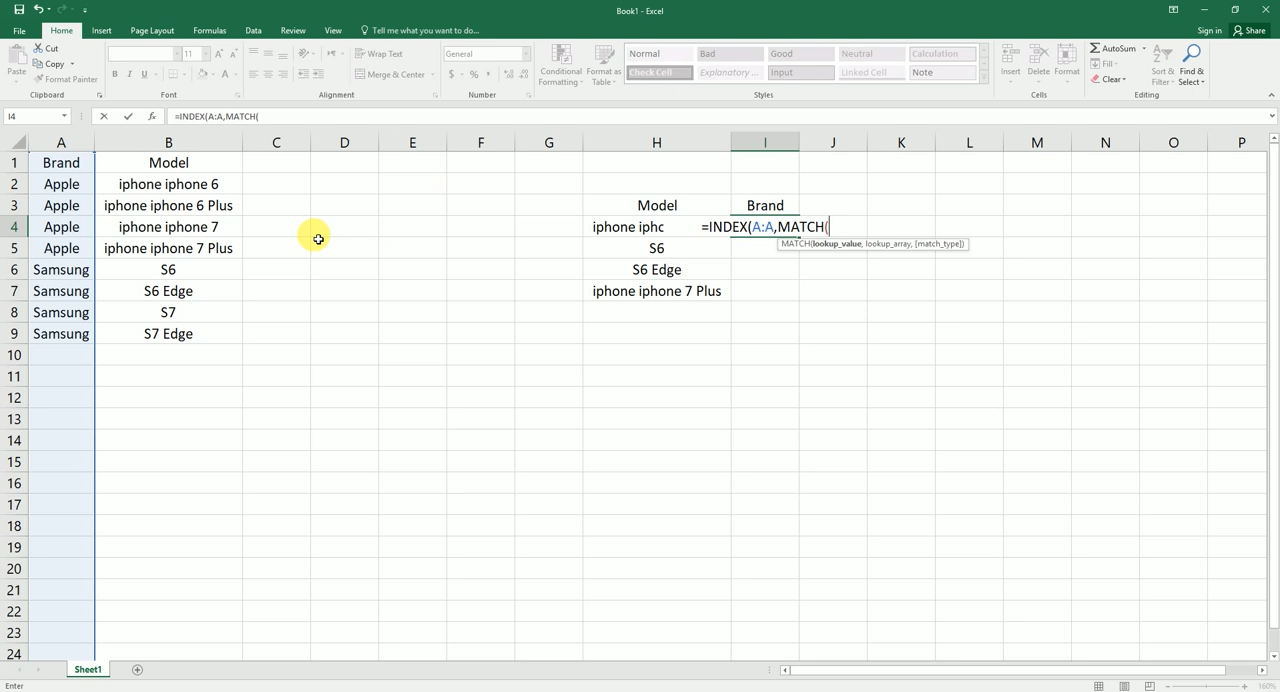 Book1 - Excel
File Home Insert Page Layout Formulas Data Review View Tell me what you want to do... Sign in Share
Paste Cut Copy Format Painter
11
B I U A
Wrap Text
Merge & Center
General
$ % ,
Conditional Formatting
Format as Table
Normal Bad Good Neutral Calculation
Check Cell Explanatory ... Input Linked Cell Note
Insert Delete Format
AutoSum Fill Clear
Sort & Filter
Find & Select
Clipboard Font Alignment Number Styles Cells Editing
I4 fx =INDEX(A:A,MATCH(
A B C D E F G H I J K L M N O P
1 Brand Model
2 Apple iphone iphone 6
3 Apple iphone iphone 6 Plus Model Brand
4 Apple iphone iphone 7 iphone iphc =INDEX(A:A,MATCH(
MATCH(lookup_value, lookup_array, [match_type])
5 Apple iphone iphone 7 Plus S6
6 Samsung S6 S6 Edge
7 Samsung S6 Edge iphone iphone 7 Plus
8 Samsung S7
9 Samsung S7 Edge
10
11
12
13
14
15
16
17
18
19
20
21
22
23
24
Sheet1
Enter 160%